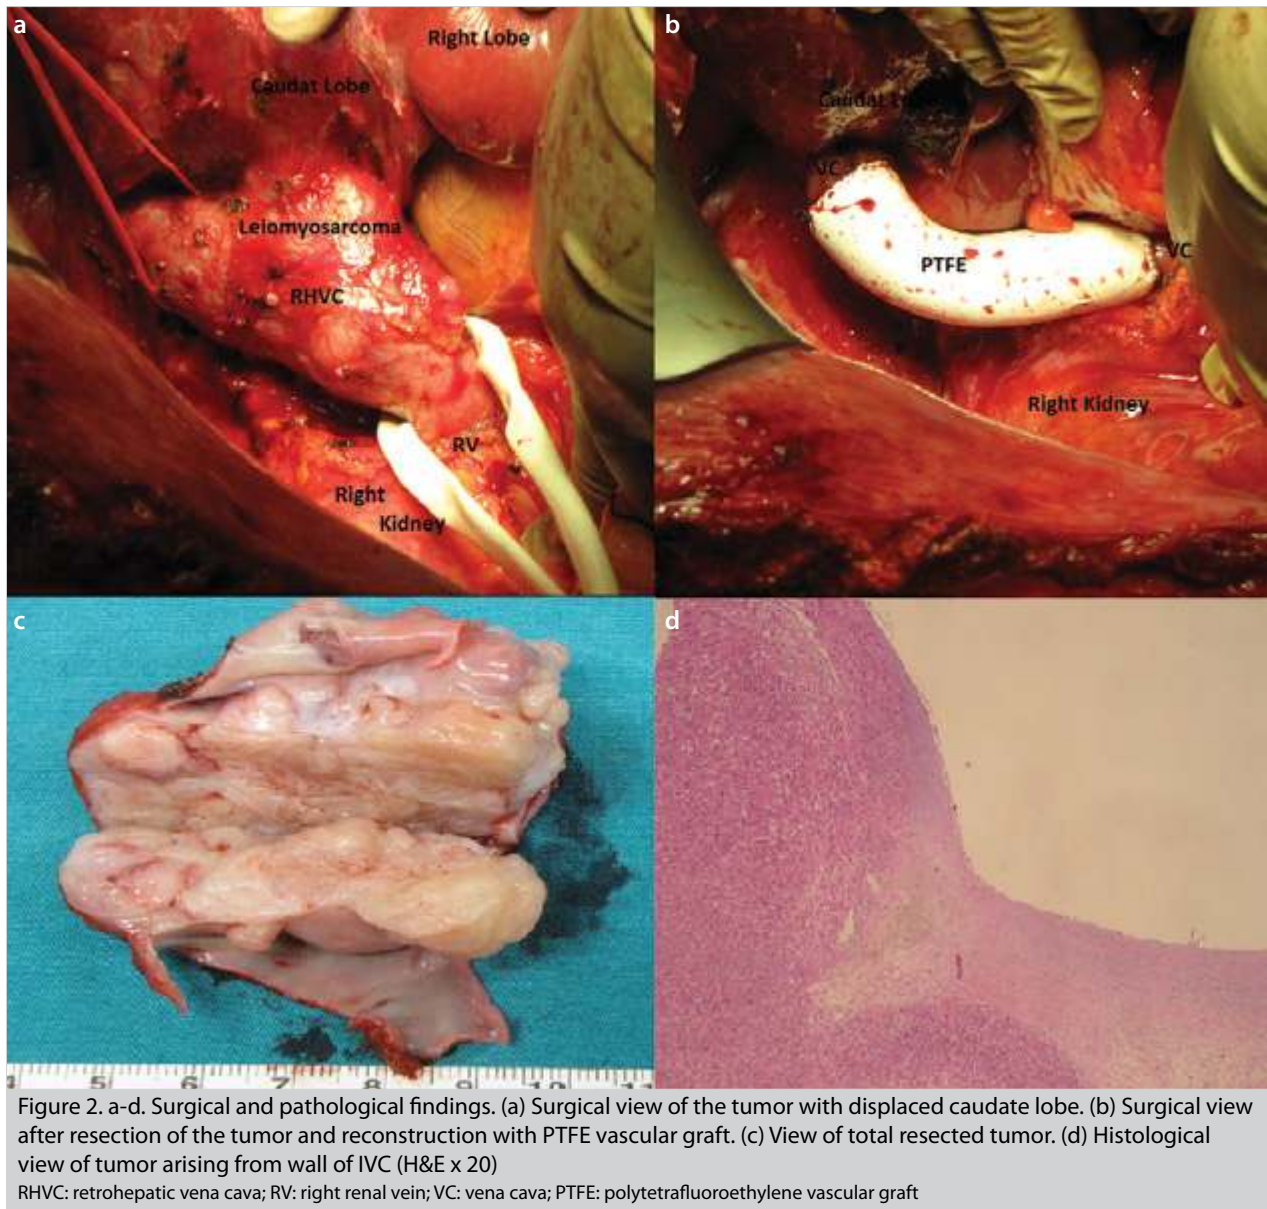 a
Right Lobe
Caudat Lobe
Leiomyosarcoma
RHVC
RV
Right
Kidney
b
Caudat
VC
VC
PTFE
Right Kidney
c
5 6 7 8 9 10 11
d
Figure 2. a-d. Surgical and pathological findings. (a) Surgical view of the tumor with displaced caudate lobe. (b) Surgical view
after resection of the tumor and reconstruction with PTFE vascular graft. (c) View of total resected tumor. (d) Histological
view of tumor arising from wall of IVC (H&E x 20)
RHVC: retrohepatic vena cava; RV: right renal vein; VC: vena cava; PTFE: polytetrafluoroethylene vascular graft